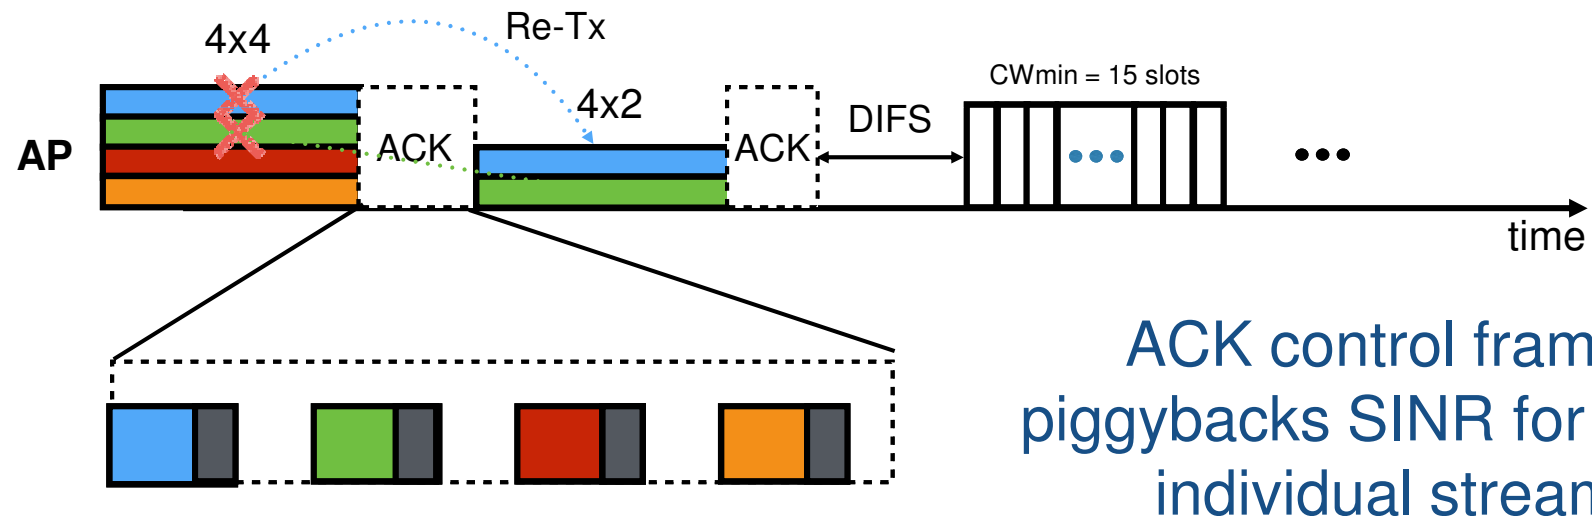 4x4
Re-Tx
CWmin = 15 slots
4x2
DIFS
AP
ACK
ACK
time
ACK control fram
piggybacks SINR for
individual strean